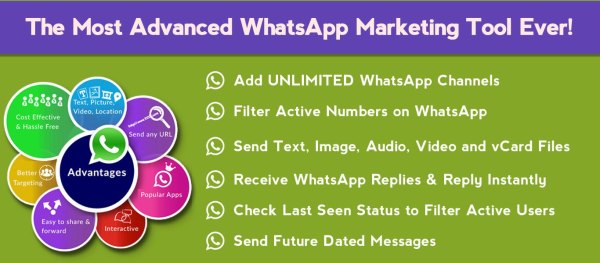 The Most Advanced WhatsApp Marketing Tool Ever!
Cost Effective
& Hassle Free
Text, Picture,
Video, Location
Send any URL
Better
Targeting
Advantages
Popular Apps
Easy to share &
forward
Interactive
Add UNLIMITED WhatsApp Channels
Filter Active Numbers on WhatsApp
Send Text, Image, Audio, Video and vCard Files
Receive WhatsApp Replies & Reply Instantly
Check Last Seen Status to Filter Active Users
Send Future Dated Messages